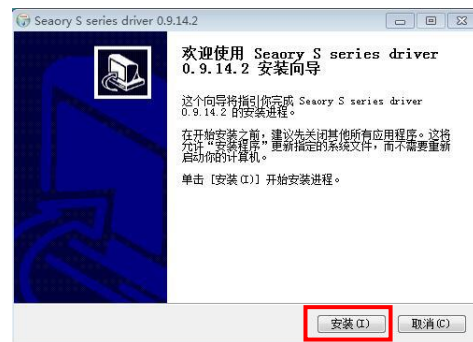 Seaory S series driver 0.9.14.2
欢迎使用 Seaory S series driver
0.9.14.2 安装向导
这个向导将指引你完成 Seaory S series driver
0.9.14.2 的安装进程。
在开始安装之前，建议先关闭其他所有应用程序。这将
允许“安装程序”更新指定的系统文件，而不需要重新
启动你的计算机。
单击 [安装(I)] 开始安装进程。
安装(I) 取消(C)